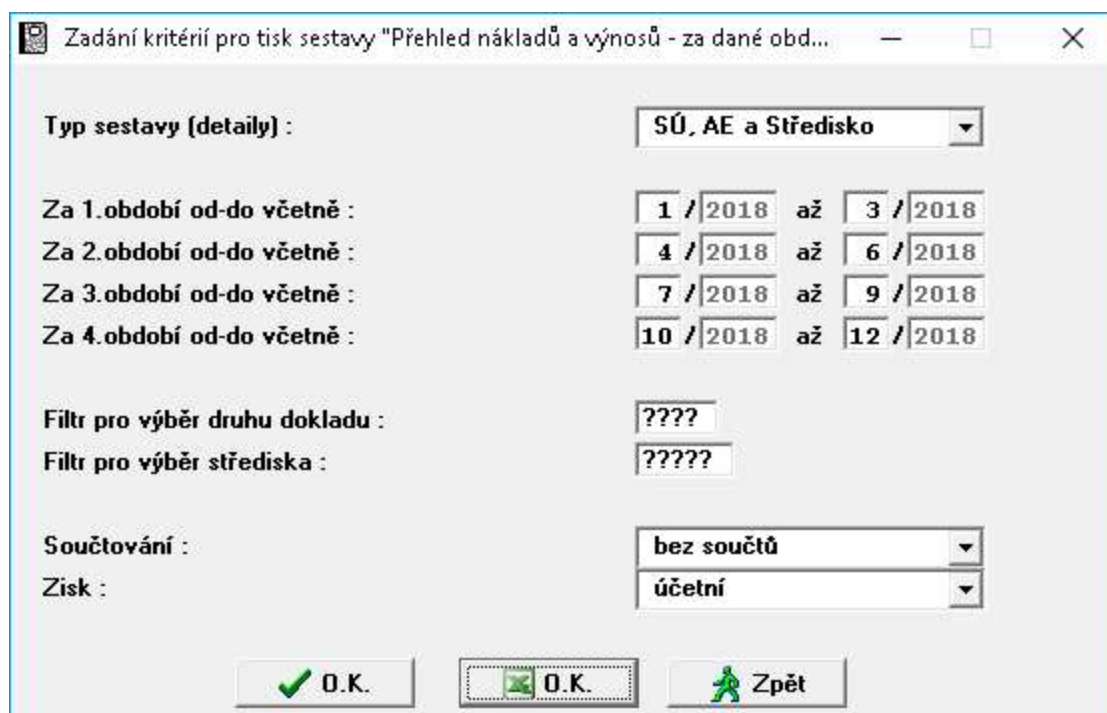 Zadání kritérií pro tisk sestavy "Přehled nákladů a výnosů - za dané obd...
Typ sestavy (detaily) : SÚ, AE a Středisko
Za 1.období od-do včetně : 1 / 2018 až 3 / 2018
Za 2.období od-do včetně : 4 / 2018 až 6 / 2018
Za 3.období od-do včetně : 7 / 2018 až 9 / 2018
Za 4.období od-do včetně : 10 / 2018 až 12 / 2018
Filtr pro výběr druhu dokladu : ????
Filtr pro výběr střediska : ?????
Součtování : bez součtů
Zisk : účetní
O.K. O.K. Zpět